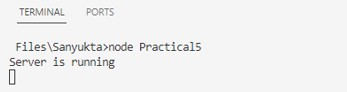 TERMINAL PORTS
Files\Sanyukta>node Practical5
Server is running